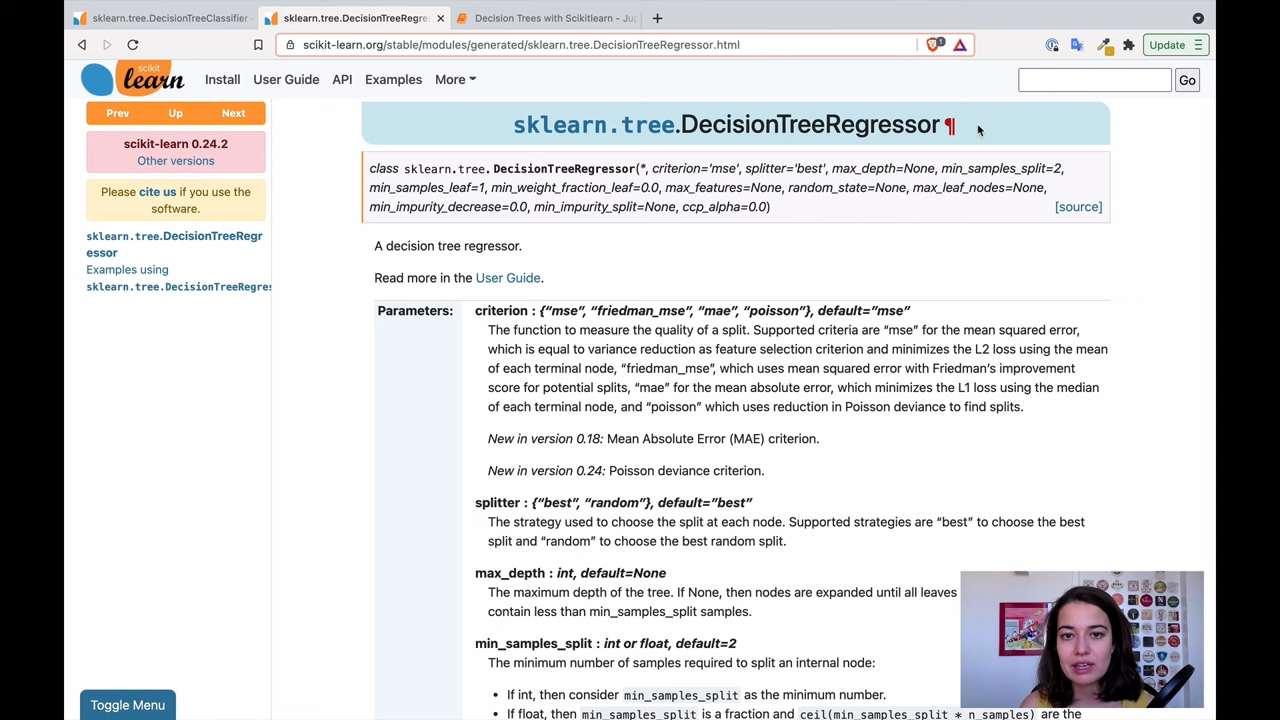 sklearn.tree.DecisionTreeClassifier
sklearn.tree.DecisionTreeRegre
Decision Trees with Scikitlearn - Ju
scikit-learn.org/stable/modules/generated/sklearn.tree.DecisionTreeRegressor.html
1
Update
scikit
learn
Install
User Guide
API
Examples
More
Go
Prev
Up
Next
scikit-learn 0.24.2
Other versions
Please cite us if you use the
software.
sklearn.tree.DecisionTreeRegr
essor
Examples using
sklearn.tree.DecisionTreeRegres
sklearn.tree.DecisionTreeRegressor ¶
class sklearn.tree.DecisionTreeRegressor(*, criterion='mse', splitter='best', max_depth=None, min_samples_split=2,
min_samples_leaf=1, min_weight_fraction_leaf=0.0, max_features=None, random_state=None, max_leaf_nodes=None,
min_impurity_decrease=0.0, min_impurity_split=None, ccp_alpha=0.0)
[source]
A decision tree regressor.
Read more in the User Guide.
Parameters:
criterion : {“mse”, “friedman_mse”, “mae”, “poisson”}, default=”mse”
The function to measure the quality of a split. Supported criteria are “mse” for the mean squared error,
which is equal to variance reduction as feature selection criterion and minimizes the L2 loss using the mean
of each terminal node, “friedman_mse”, which uses mean squared error with Friedman’s improvement
score for potential splits, “mae” for the mean absolute error, which minimizes the L1 loss using the median
of each terminal node, and “poisson” which uses reduction in Poisson deviance to find splits.
New in version 0.18: Mean Absolute Error (MAE) criterion.
New in version 0.24: Poisson deviance criterion.
splitter : {“best”, “random”}, default=”best”
The strategy used to choose the split at each node. Supported strategies are “best” to choose the best
split and “random” to choose the best random split.
max_depth : int, default=None
The maximum depth of the tree. If None, then nodes are expanded until all leaves
contain less than min_samples_split samples.
min_samples_split : int or float, default=2
The minimum number of samples required to split an internal node:
• If int, then consider min_samples_split as the minimum number.
• If float, then min_samples_split is a fraction and ceil(min_samples_split * n_samples) are the
Toggle Menu